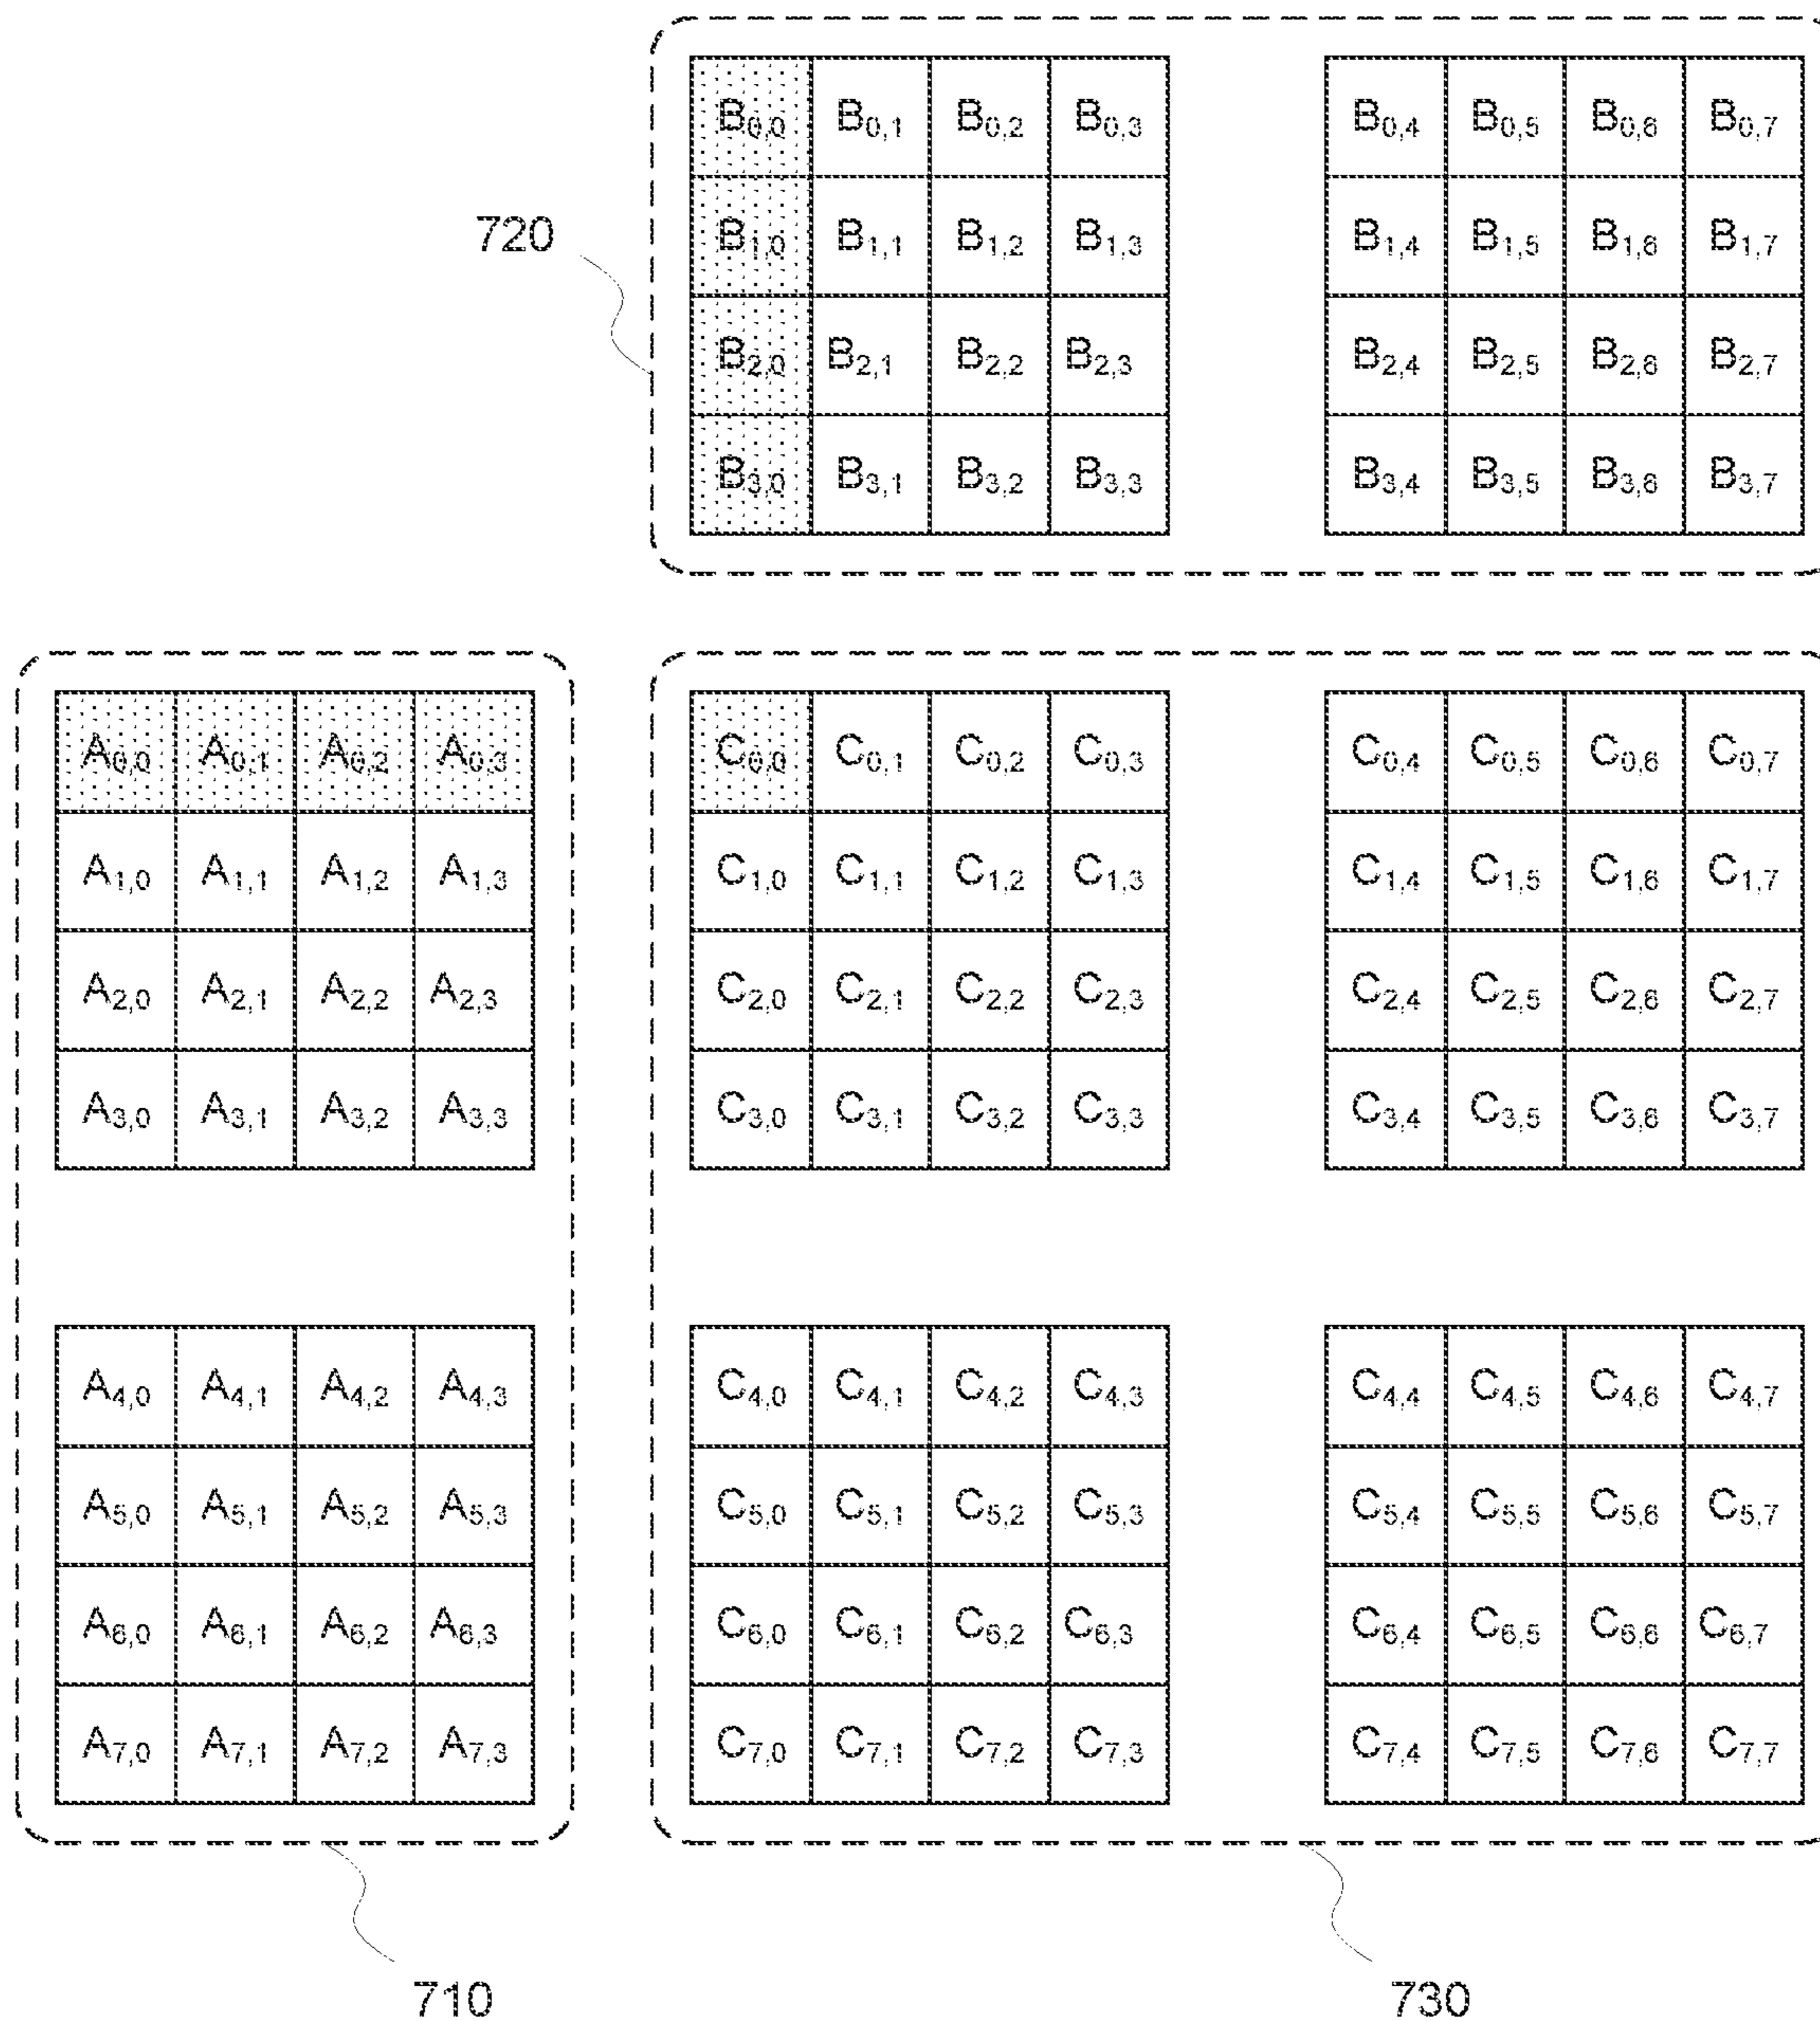 B0,0 B0,1 B0,2 B0,3 B0,4 B0,5 B0,6 B0,7
720 B1,0 B1,1 B1,2 B1,3 B1,4 B1,5 B1,6 B1,7
B2,0 B2,1 B2,2 B2,3 B2,4 B2,5 B2,6 B2,7
B3,0 B3,1 B3,2 B3,3 B3,4 B3,5 B3,6 B3,7
A0,0 A0,1 A0,2 A0,3 C0,0 C0,1 C0,2 C0,3 C0,4 C0,5 C0,6 C0,7
A1,0 A1,1 A1,2 A1,3 C1,0 C1,1 C1,2 C1,3 C1,4 C1,5 C1,6 C1,7
A2,0 A2,1 A2,2 A2,3 C2,0 C2,1 C2,2 C2,3 C2,4 C2,5 C2,6 C2,7
A3,0 A3,1 A3,2 A3,3 C3,0 C3,1 C3,2 C3,3 C3,4 C3,5 C3,6 C3,7
A4,0 A4,1 A4,2 A4,3 C4,0 C4,1 C4,2 C4,3 C4,4 C4,5 C4,6 C4,7
A5,0 A5,1 A5,2 A5,3 C5,0 C5,1 C5,2 C5,3 C5,4 C5,5 C5,6 C5,7
A6,0 A6,1 A6,2 A6,3 C6,0 C6,1 C6,2 C6,3 C6,4 C6,5 C6,6 C6,7
A7,0 A7,1 A7,2 A7,3 C7,0 C7,1 C7,2 C7,3 C7,4 C7,5 C7,6 C7,7
710 730